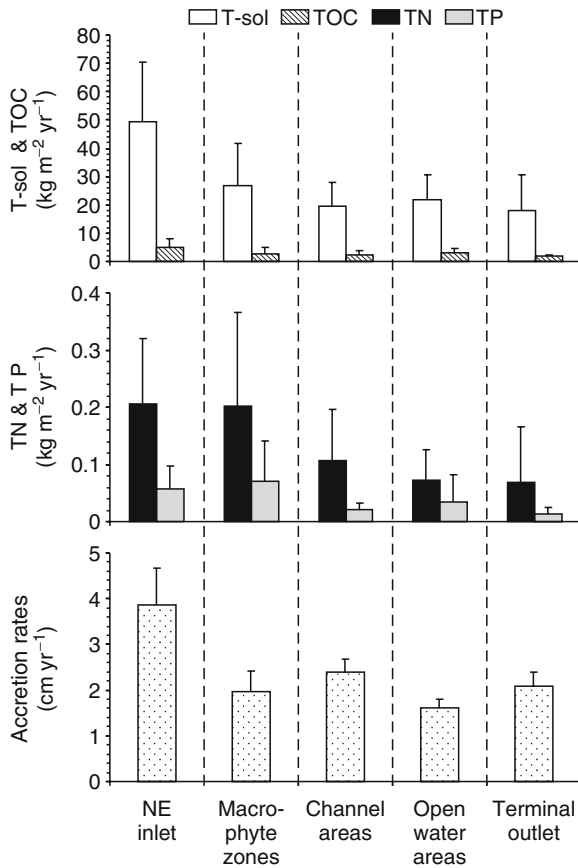 T-sol TOC TN TP
90
80
70
60
50
40
30
20
10
0
T-sol & TOC
(kg m⁻² yr⁻¹)
0.4
0.3
0.2
0.1
0
TN & T P
(kg m⁻² yr⁻¹)
5
4
3
2
1
0
Accretion rates
(cm yr⁻¹)
NE
inlet
Macro-
phyte
zones
Channel
areas
Open
water
areas
Terminal
outlet